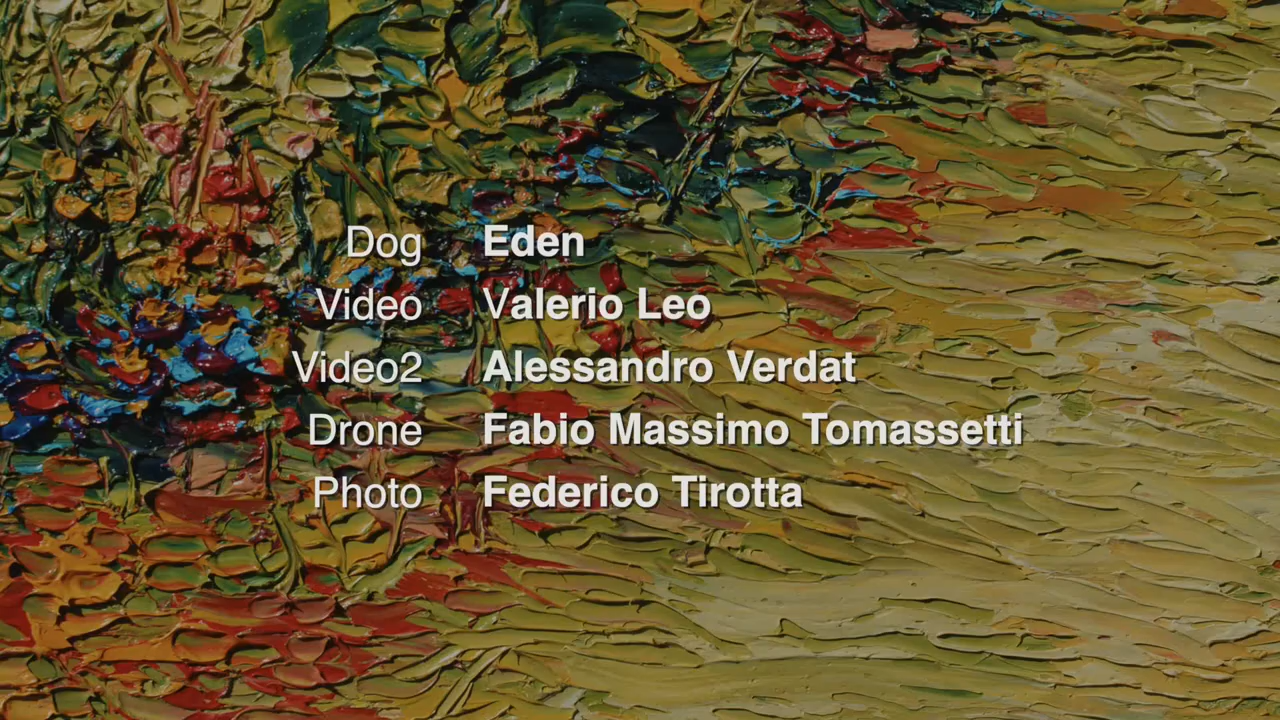 Dog Eden
Video Valerio Leo
Video2 Alessandro Verdat
Drone Fabio Massimo Tomassetti
Photo Federico Tirotta